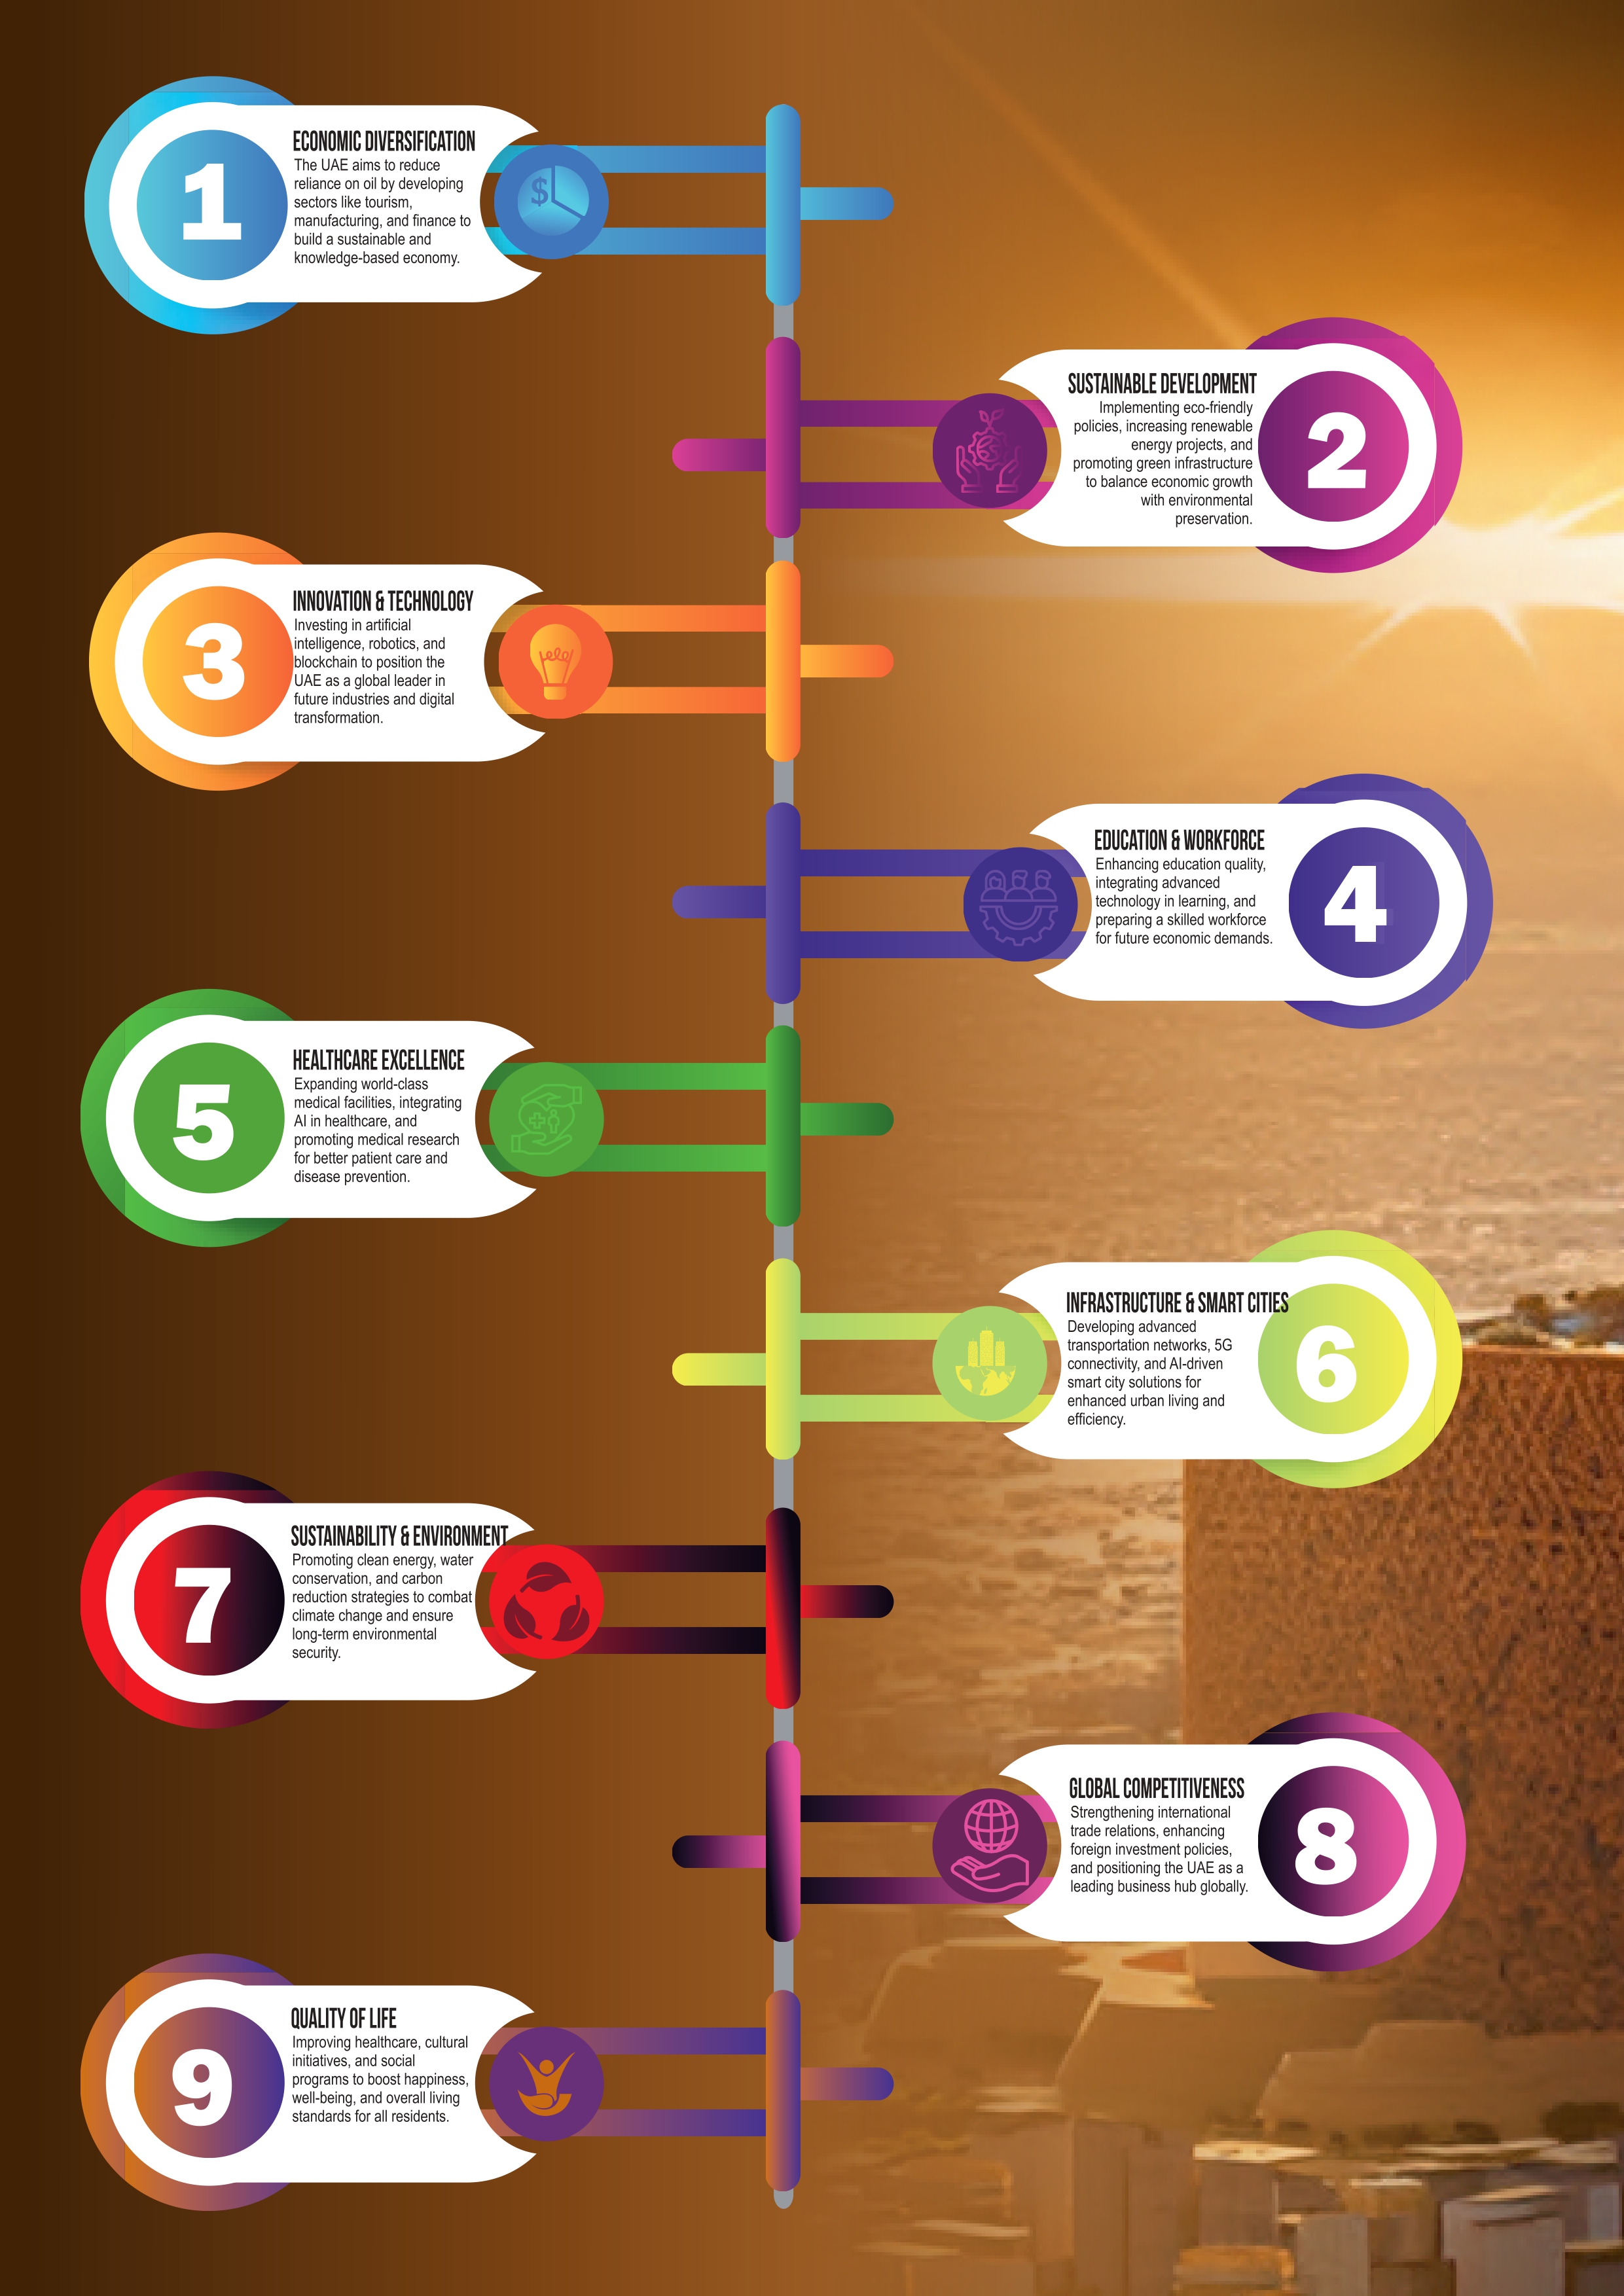 1
ECONOMIC DIVERSIFICATION
The UAE aims to reduce
reliance on oil by developing
sectors like tourism,
manufacturing, and finance to
build a sustainable and
knowledge-based economy.
$
2
SUSTAINABLE DEVELOPMENT
Implementing eco-friendly
policies, increasing renewable
energy projects, and
promoting green infrastructure
to balance economic growth
with environmental
preservation.
3
INNOVATION & TECHNOLOGY
Investing in artificial
intelligence, robotics, and
blockchain to position the
UAE as a global leader in
future industries and digital
transformation.
4
EDUCATION & WORKFORCE
Enhancing education quality,
integrating advanced
technology in learning, and
preparing a skilled workforce
for future economic demands.
5
HEALTHCARE EXCELLENCE
Expanding world-class
medical facilities, integrating
AI in healthcare, and
promoting medical research
for better patient care and
disease prevention.
6
INFRASTRUCTURE & SMART CITIES
Developing advanced
transportation networks, 5G
connectivity, and AI-driven
smart city solutions for
enhanced urban living and
efficiency.
7
SUSTAINABILITY & ENVIRONMENT
Promoting clean energy, water
conservation, and carbon
reduction strategies to combat
climate change and ensure
long-term environmental
security.
8
GLOBAL COMPETITIVENESS
Strengthening international
trade relations, enhancing
foreign investment policies,
and positioning the UAE as a
leading business hub globally.
9
QUALITY OF LIFE
Improving healthcare, cultural
initiatives, and social
programs to boost happiness,
well-being, and overall living
standards for all residents.